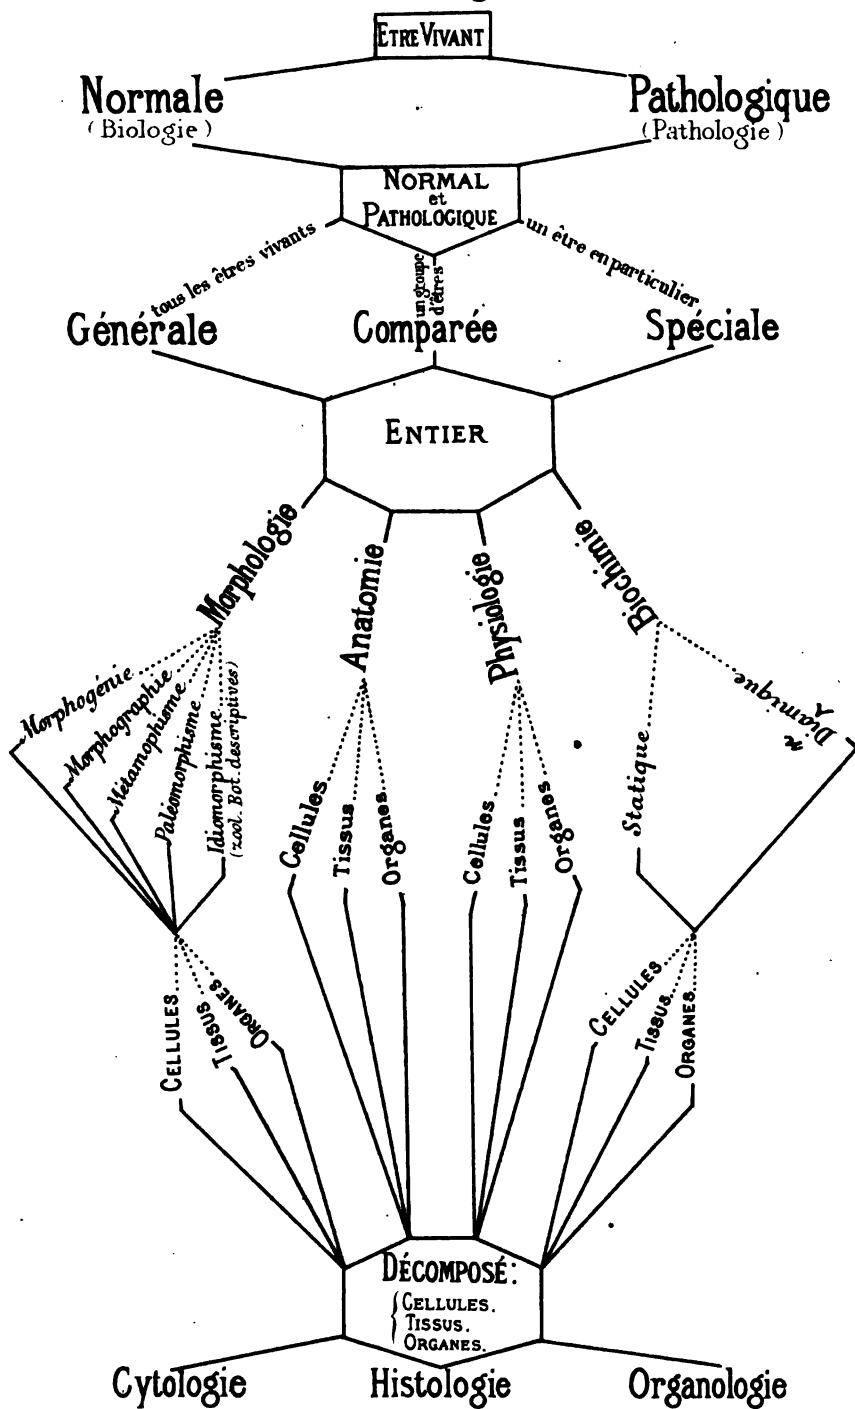 ETRE VIVANT
Normale
(Biologie)
Pathologique
(Pathologie)
NORMAL
et
PATHOLOGIQUE
tous les êtres vivants
un groupe
d'êtres
un être en particulier
Générale
Comparée
Spéciale
ENTIER
Morphologie
Anatomie
Physiologie
Biochimie
Morphogénie
Morphographie
Métamophisme
Paléomorphisme
Idiomorphisme
(zool. Bot. descriptives)
Cellules
Tissus
Organes
Cellules
Tissus
Organes
Statique
Diamique
n
CELLULES
TISSUS
ORGANES
CELLULES
TISSUS
ORGANES
DÉCOMPOSÉ:
CELLULES.
TISSUS.
ORGANES.
Cytologie
Histologie
Organologie